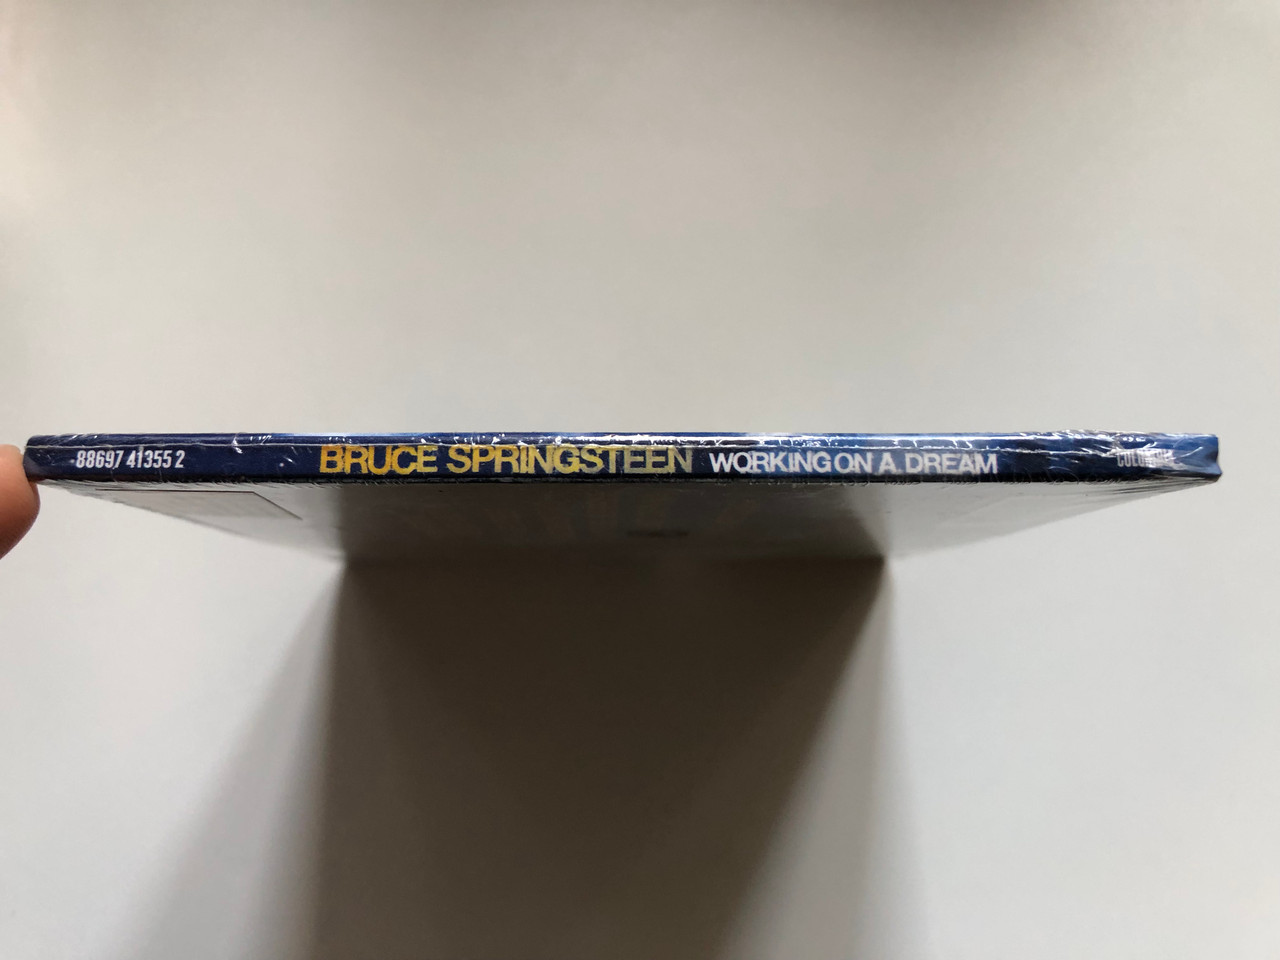 88697 41355 2 BRUCE SPRINGSTEEN WORKING ON A DREAM